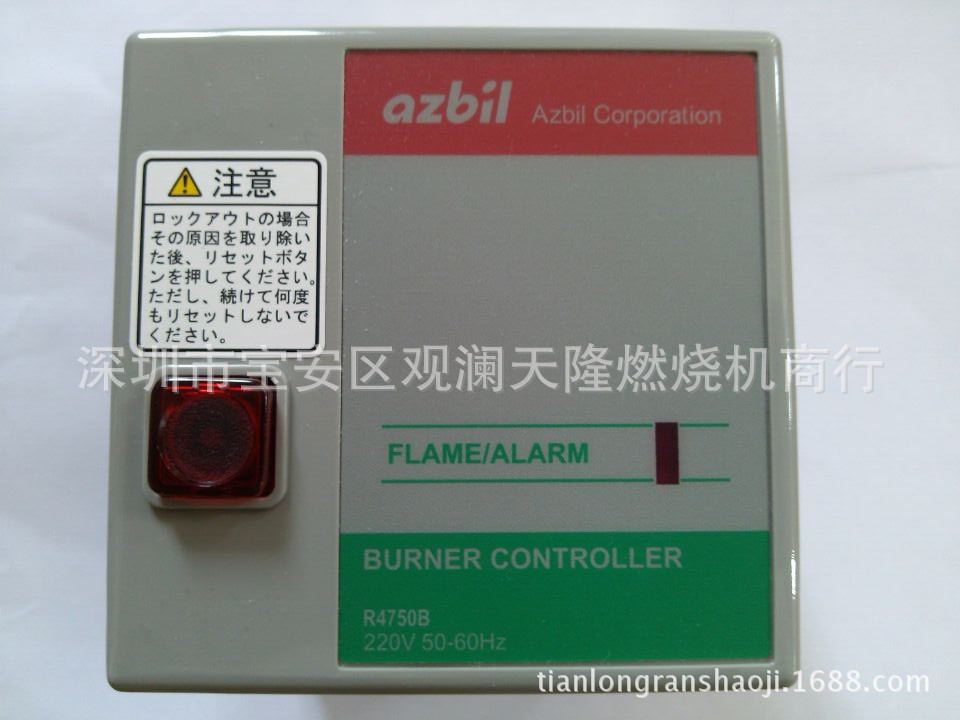 azbil Azbil Corporation
注意
ロックアウトの場合
その原因を取り除い
た後、リセットボタ
ンを押してください。
ただし、続けて何度
もリセットしないで
ください。
深圳市宝安区观澜天隆燃烧机商行
FLAME/ALARM
BURNER CONTROLLER
R4750B
220V 50-60Hz
tianlongranshaoji.1688.com